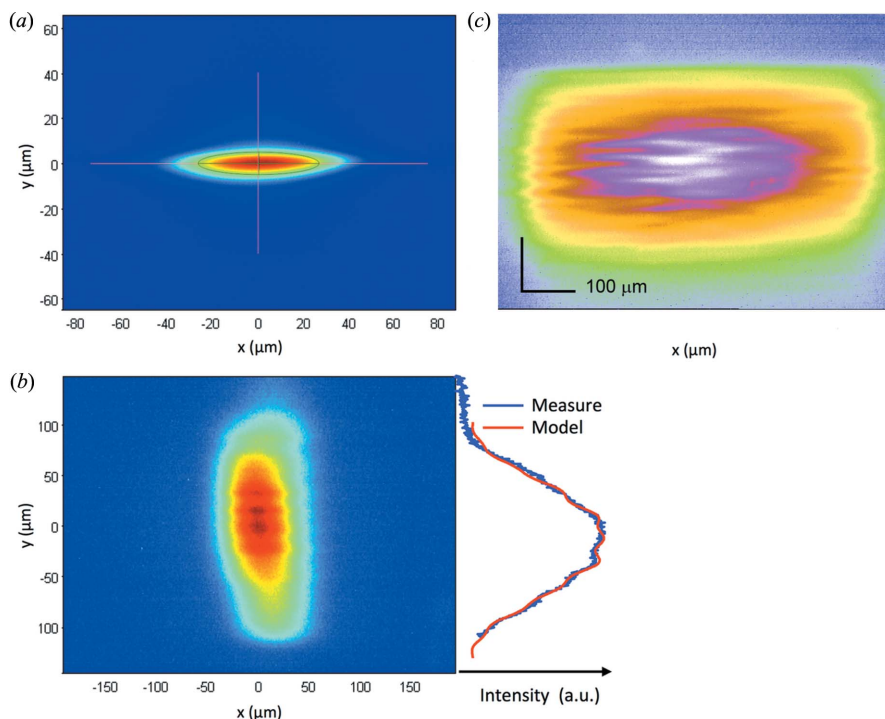 (a)
60
40
20
0
-20
-40
-60
y (µm)
-80 -60 -40 -20 0 20 40 60 80
x (µm)
(c)
100 µm
x (µm)
(b)
100
50
0
-50
100
y (µm)
-150 -100 -50 0 50 100 150
x (µm)
Measure
Model
Intensity (a.u.)